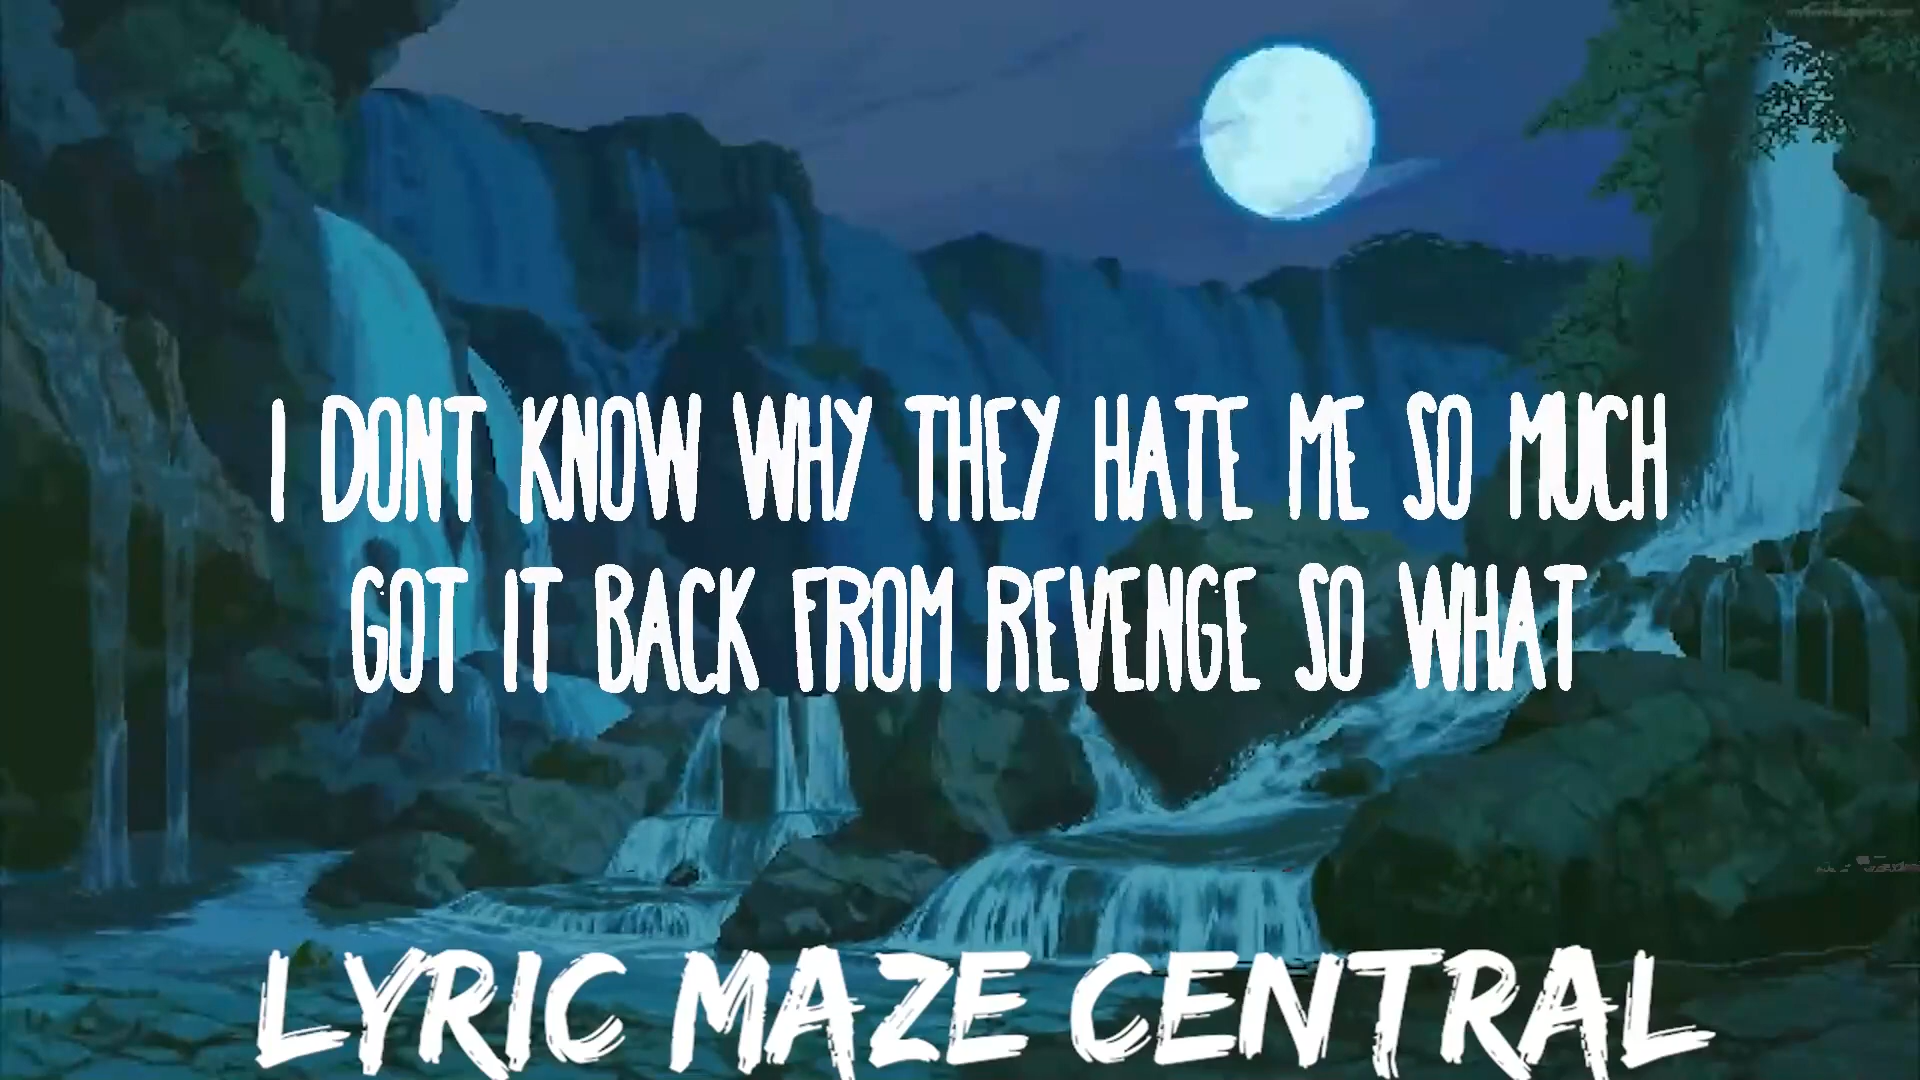 I DONT KNOW WHY THEY HATE ME SO MUCH
GOT IT BACK FROM REVENGE SO WHAT
LYRIC MAZE CENTRAL